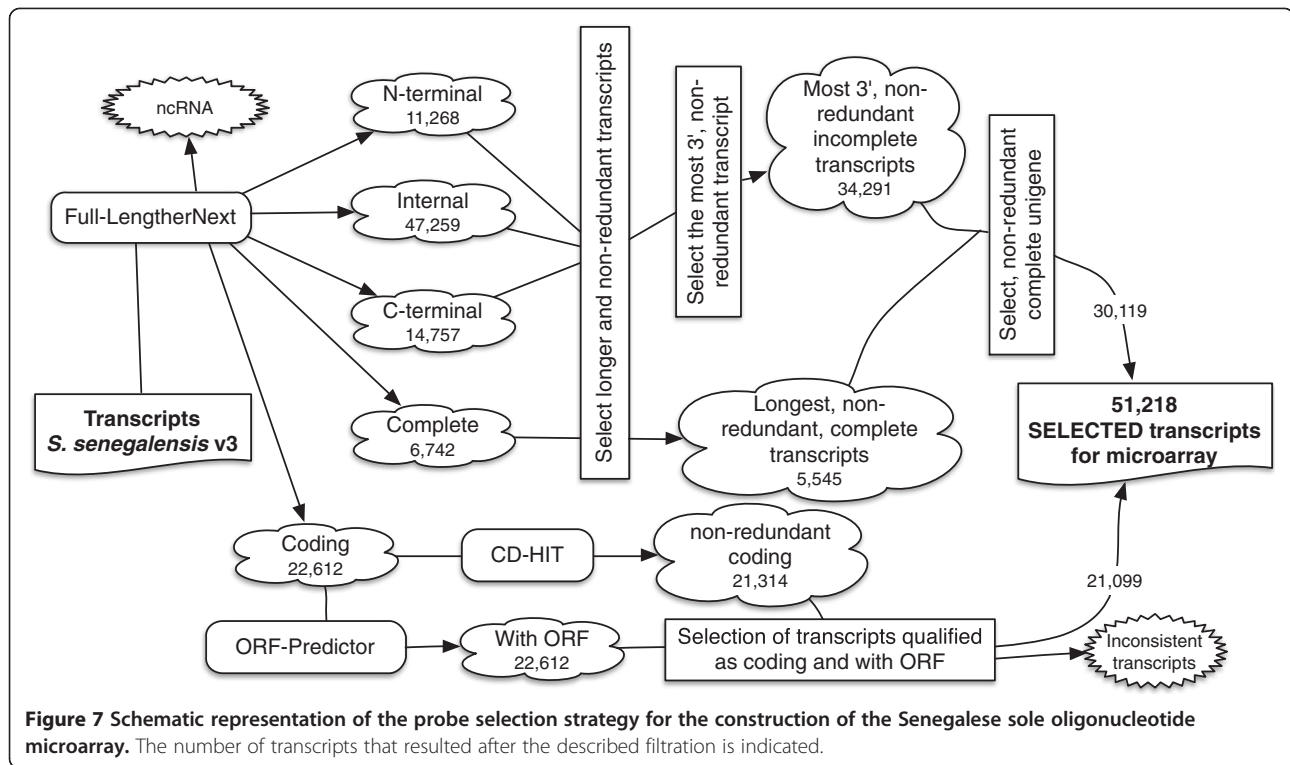 ncRNA
Full-LengtherNext
Transcripts
S. senegalensis v3
N-terminal
11,268
Internal
47,259
C-terminal
14,757
Complete
6,742
Select longer and non-redundant transcripts
Select the most 3', non-
redundant transcript
Most 3', non-
redundant
incomplete
transcripts
34,291
Longest, non-
redundant, complete
transcripts
5,545
Select, non-redundant
complete unigene
30,119
51,218
SELECTED transcripts
for microarray
Coding
22,612
CD-HIT
non-redundant
coding
21,314
21,099
ORF-Predictor
With ORF
22,612
Selection of transcripts qualified
as coding and with ORF
Inconsistent
transcripts
Figure 7 Schematic representation of the probe selection strategy for the construction of the Senegalese sole oligonucleotide
microarray. The number of transcripts that resulted after the described filtration is indicated.